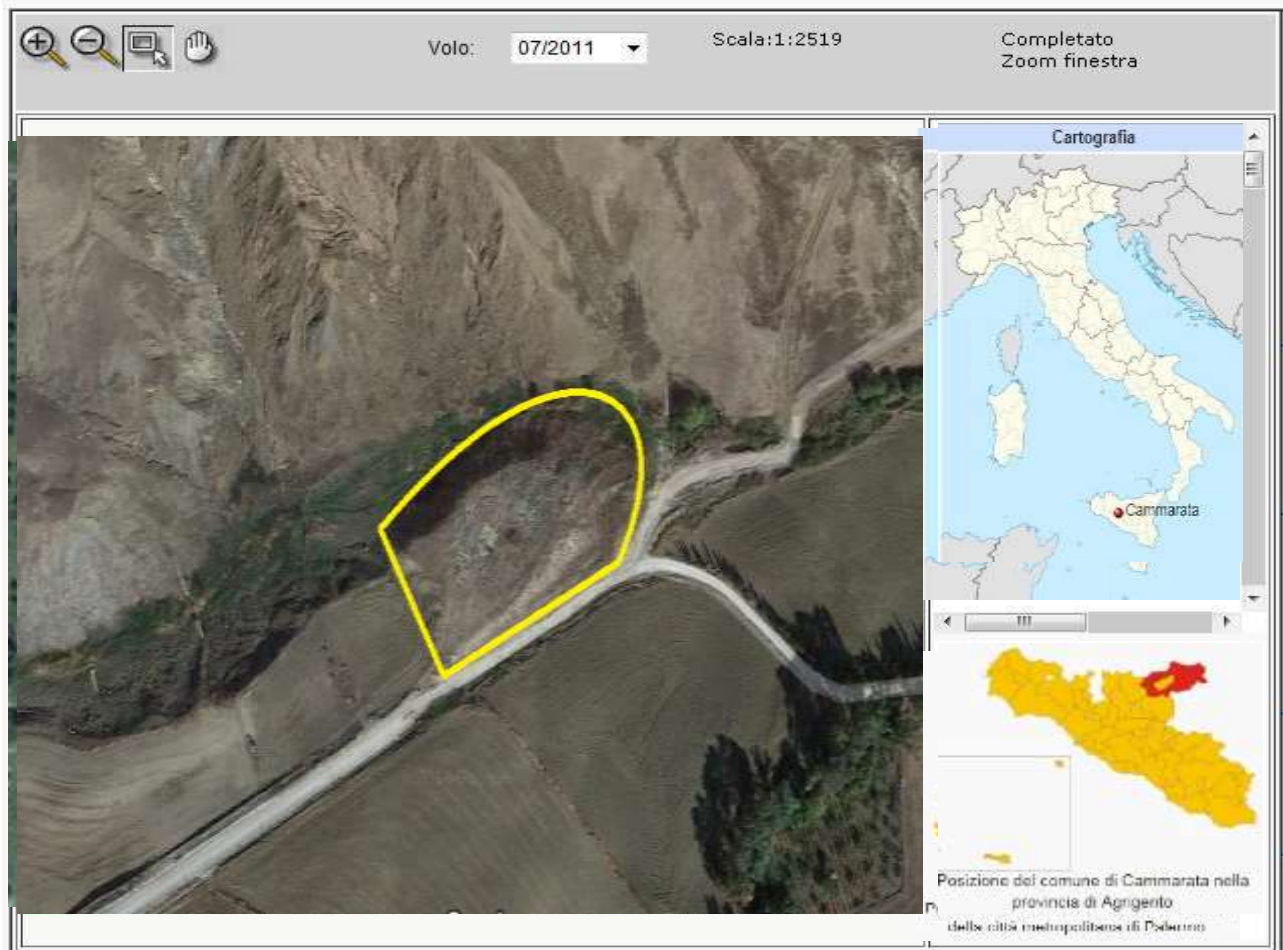 Volo: 07/2011 Scala:1:2519 Completato
Zoom finestra
Cartografia
Cammarata
Posizione del comune di Cammarata nella
provincia di Agrigento
della città metropolitana di Palermo